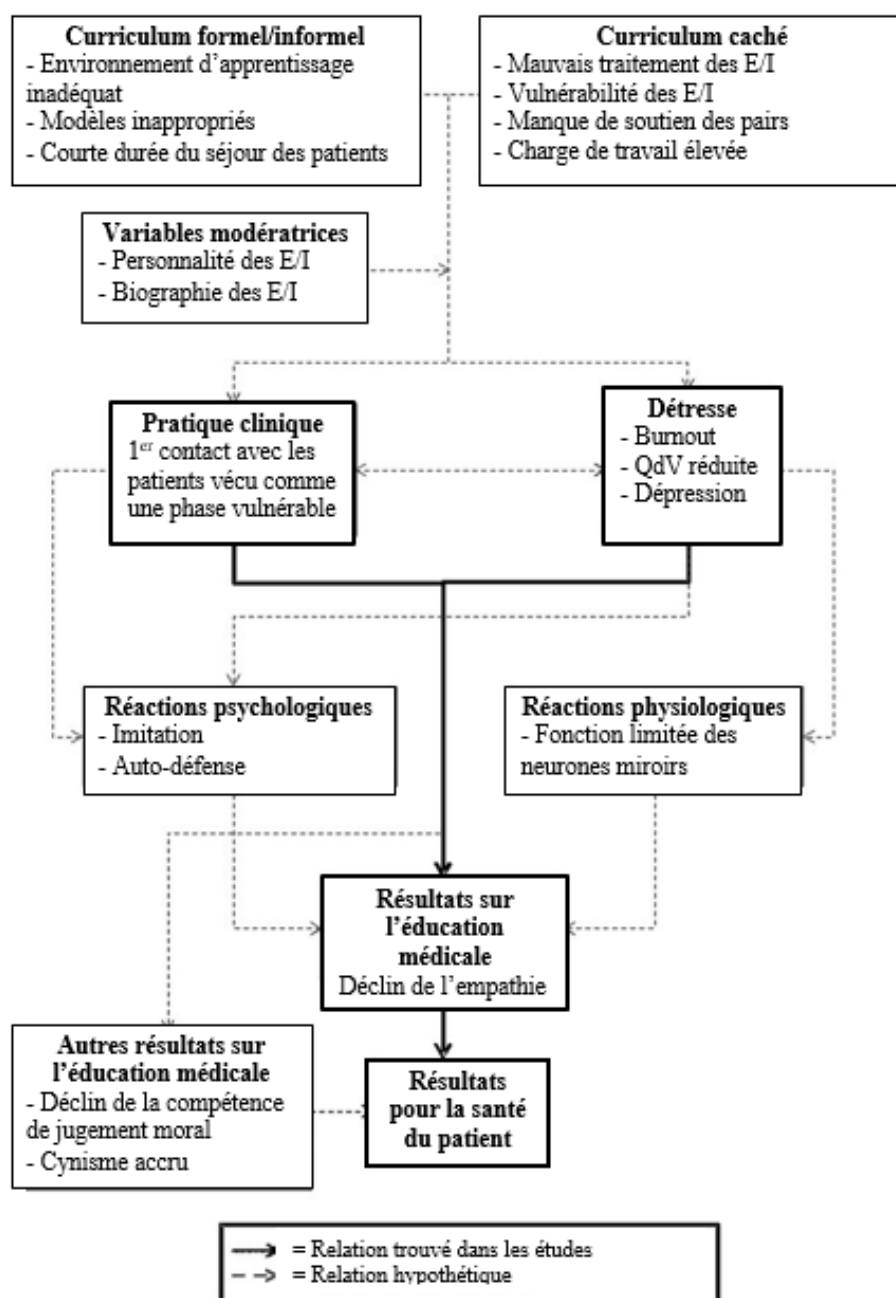 Curriculum formel/informel
- Environnement d'apprentissage
inadéquat
- Modèles inappropriés
- Courte durée du séjour des patients
Curriculum caché
- Mauvais traitement des E/I
- Vulnérabilité des E/I
- Manque de soutien des pairs
- Charge de travail élevée
Variables modératrices
- Personnalité des E/I
- Biographie des E/I
Pratique clinique
1er contact avec les
patients vécu comme
une phase vulnérable
Détresse
- Burnout
- QdV réduite
- Dépression
Réactions psychologiques
- Imitation
- Auto-défense
Réactions physiologiques
- Fonction limitée des
neurones miroirs
Résultats sur
l'éducation
médicale
Déclin de l'empathie
Autres résultats sur
l'éducation médicale
- Déclin de la compétence
de jugement moral
- Cynisme accru
Résultats
pour la santé
du patient
= Relation trouvé dans les études
= Relation hypothétique